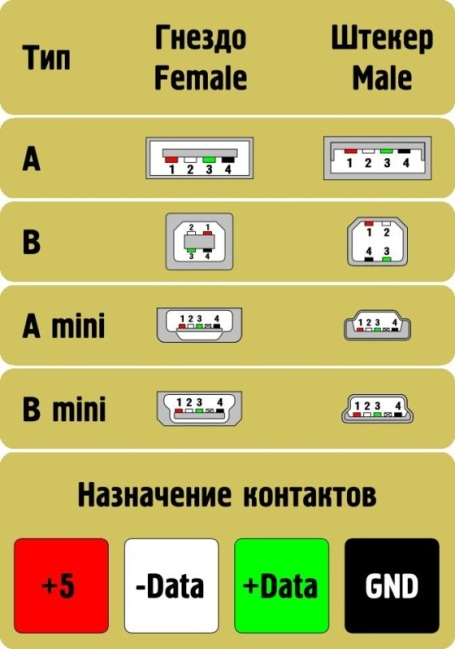 Тип
Гнездо
Female
Штекер
Male
A
1 2 3 4
1 2 3 4
B
2 1
3 4
1 2
4 3
A mini
1 2 3 4
1 2 3 4
B mini
1 2 3 4
1 2 3 4
Назначение контактов
+5
-Data
+Data
GND